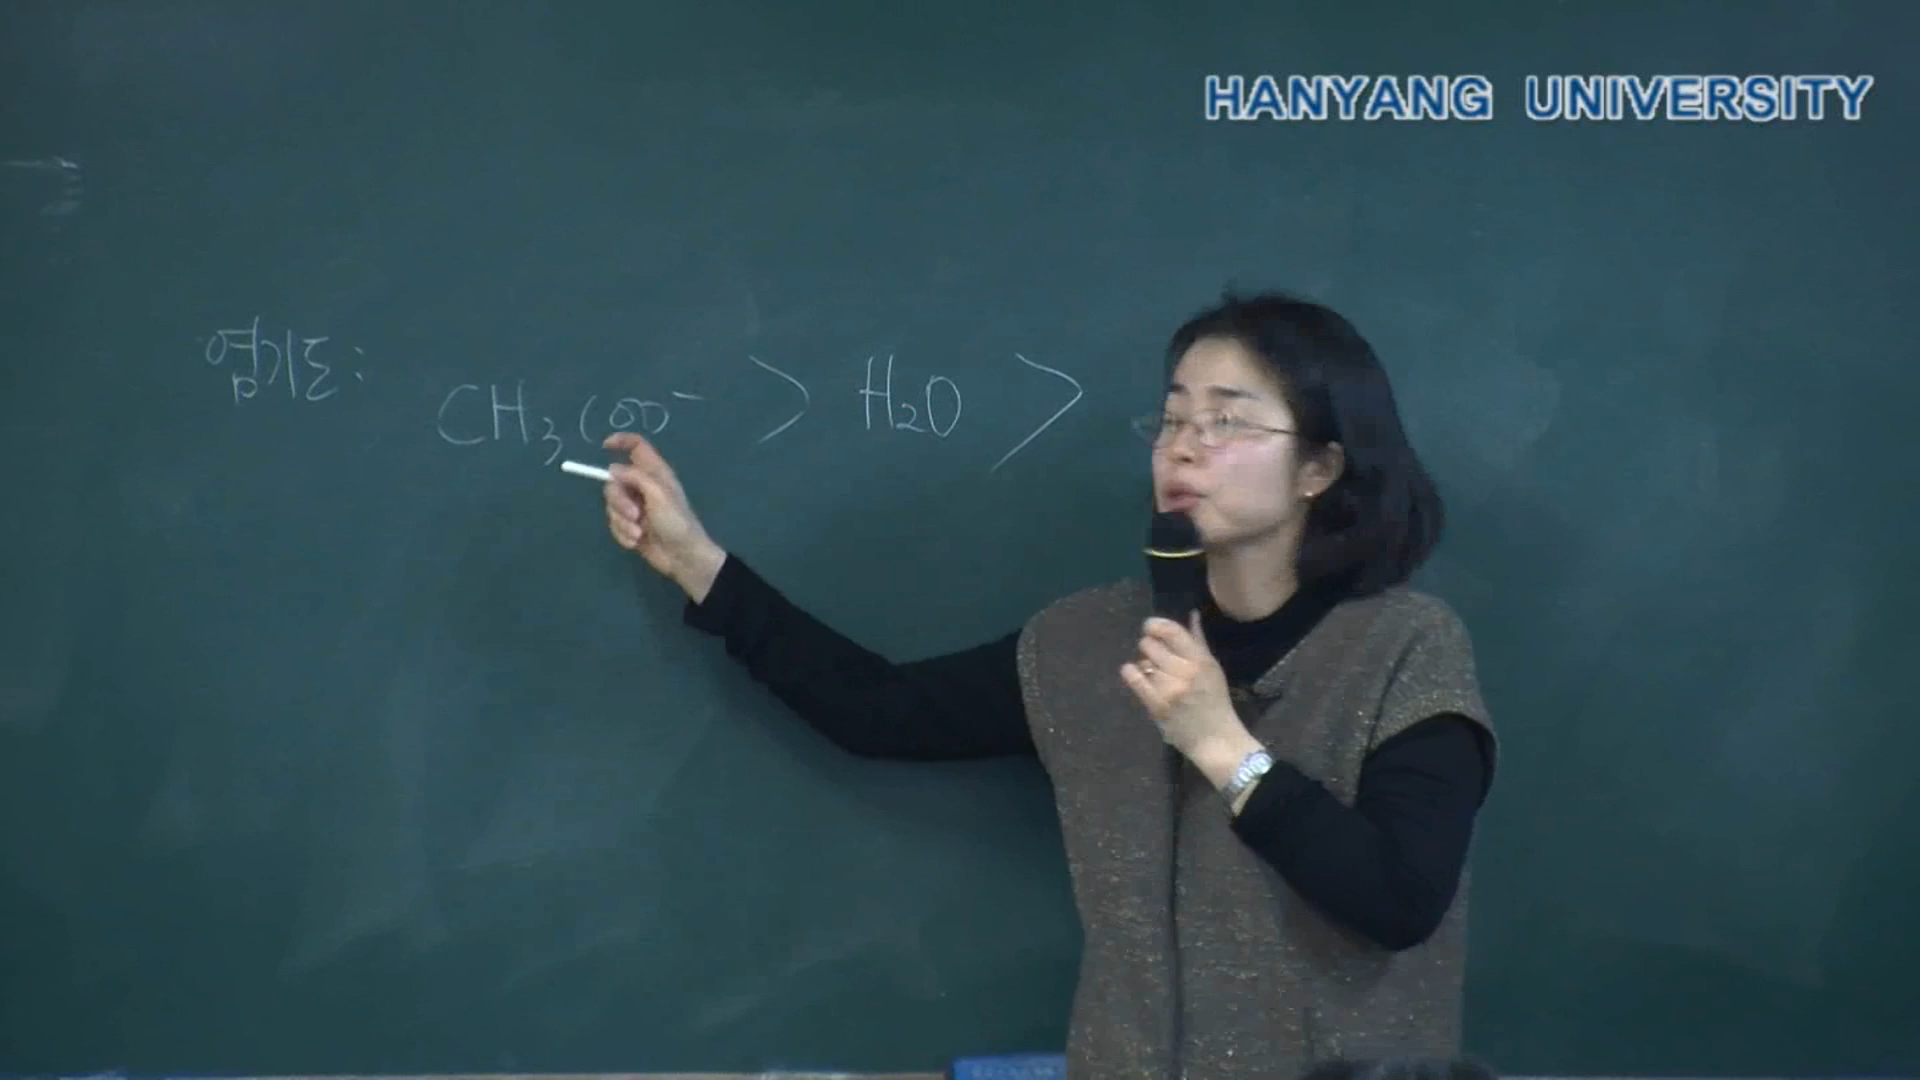 HANYANG UNIVERSITY
염기도:
CH₃COO⁻ > H₂O >